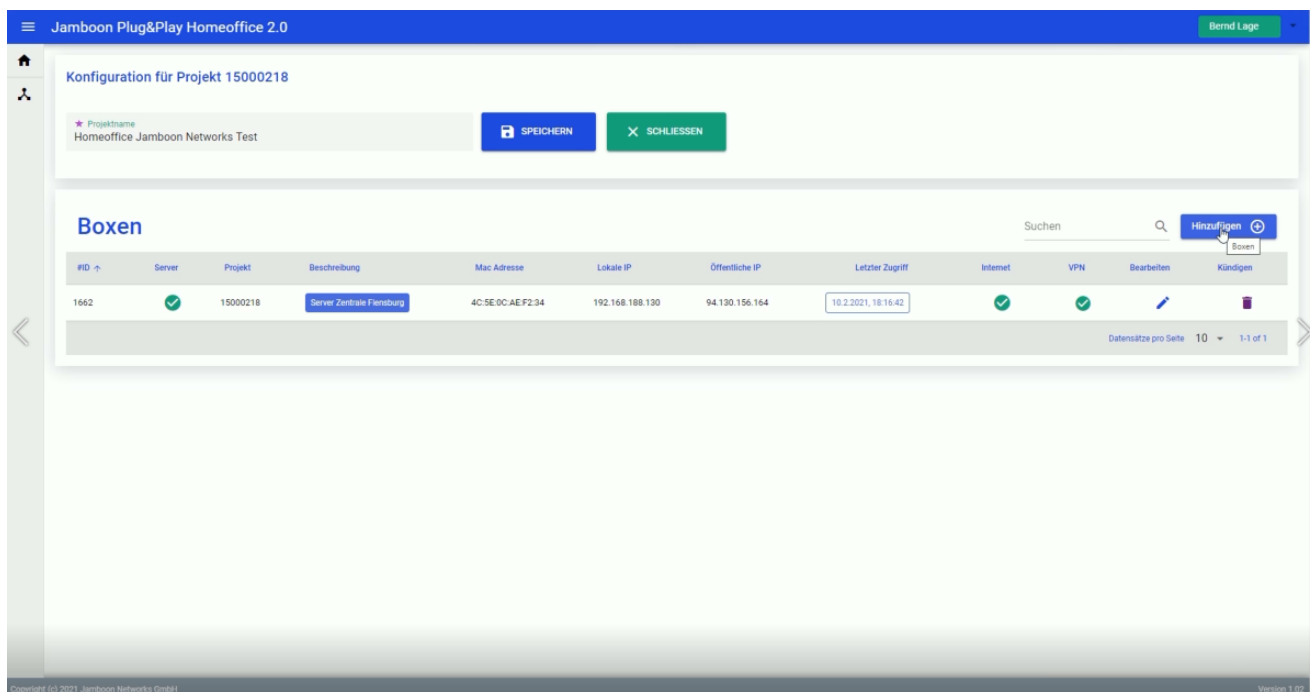 Jamboon Plug&Play Homeoffice 2.0
Bernd Lage
Konfiguration für Projekt 15000218
Projektname
Homeoffice Jamboon Networks Test
SPEICHERN
SCHLIESSEN
Boxen
Suchen
Hinzufügen
Boxen
#ID Server Projekt Beschreibung Mac Adresse Lokale IP Öffentliche IP Letzter Zugriff Internet VPN Bearbeiten Kündigen
1662 15000218 Server Zentrale Flensburg 4C:5E:0C:AE:F2:34 192.168.188.130 94.130.156.164 10.2.2021, 18:16:42
Datensätze pro Seite 10 1-1 of 1
Copyright (c) 2021 Jamboon Networks GmbH Version 1.02